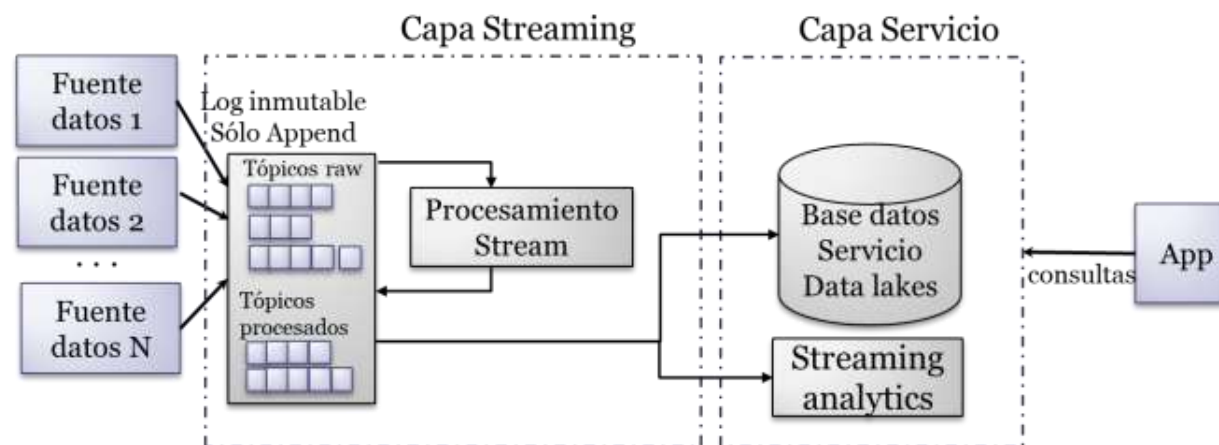 Capa Streaming
Capa Servicio
Fuente
datos 1
Fuente
datos 2
. . .
Fuente
datos N
Log inmutable
Sólo Append
Tópicos raw
Tópicos
procesados
Procesamiento
Stream
Base datos
Servicio
Data lakes
Streaming
analytics
consultas
App